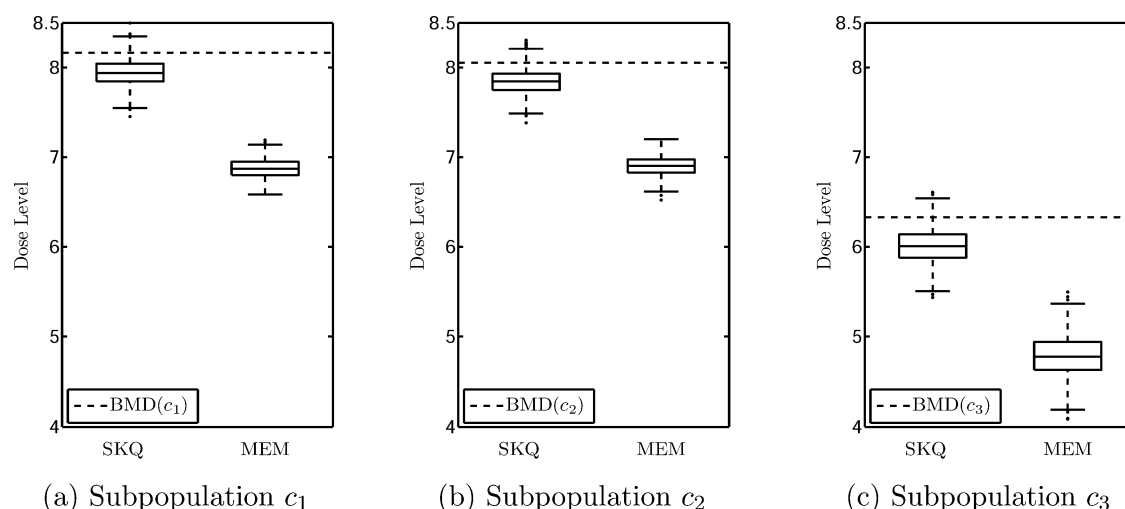 8.5
8
7
6
5
4
Dose Level
SKQ MEM
BMD(c₁)
(a) Subpopulation c₁
8.5
8
7
6
5
4
Dose Level
SKQ MEM
BMD(c₂)
(b) Subpopulation c₂
8.5
8
7
6
5
4
Dose Level
SKQ MEM
BMD(c₃)
(c) Subpopulation c₃